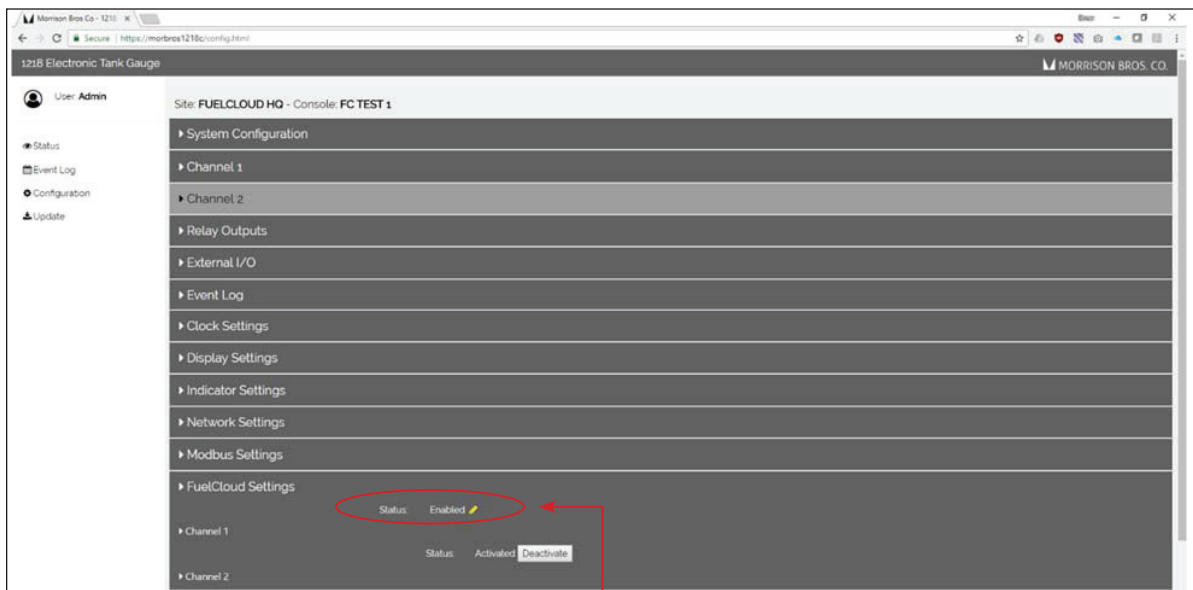 Morrison Bros Co - 1218
Secure https://morbros1218c/config.html
1218 Electronic Tank Gauge
MORRISON BROS. CO.
User: Admin
Status
Event Log
Configuration
Update
Site: FUELCLOUD HQ - Console: FC TEST 1
System Configuration
Channel 1
Channel 2
Relay Outputs
External I/O
Event Log
Clock Settings
Display Settings
Indicator Settings
Network Settings
Modbus Settings
FuelCloud Settings
Status: Enabled
Channel 1
Status: Activated Deactivate
Channel 2